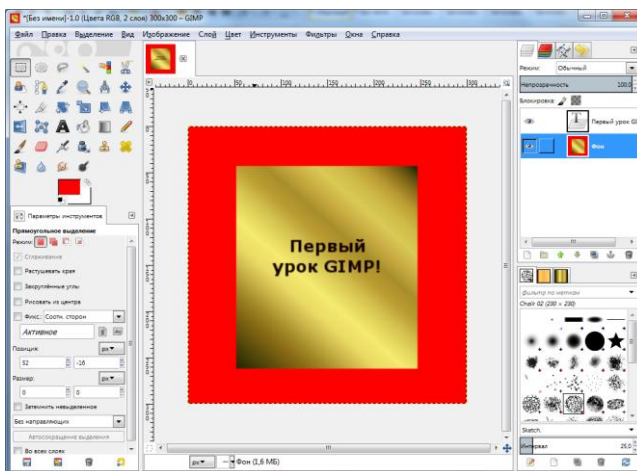 *[Без имени]-1.0 (Цвета RGB, 2 слоя) 300x300 – GIMP
Файл Правка Выделение Вид Изображение Слой Цвет Инструменты Фильтры Окна Справка
Параметры инструментов
Прямоугольное выделение
Режим:
Сглаживание
Растушевать края
Закруглённые углы
Рисовать из центра
Фикс.: Соотн. сторон
Активное
Позиция: px
52 -16
Размер: px
0 0
Затемнить невыделенное
Без направляющих
Автосокращение выделения
Во всех слоях
Первый
урок GIMP!
px Фон (1,6 МБ)
Режим: Обычный
Непрозрачность 100,0
Блокировка:
Первый урок GI
Фон
фильтр по меткам
Chalk 02 (200 × 200)
Sketch.
Интервал 25,0